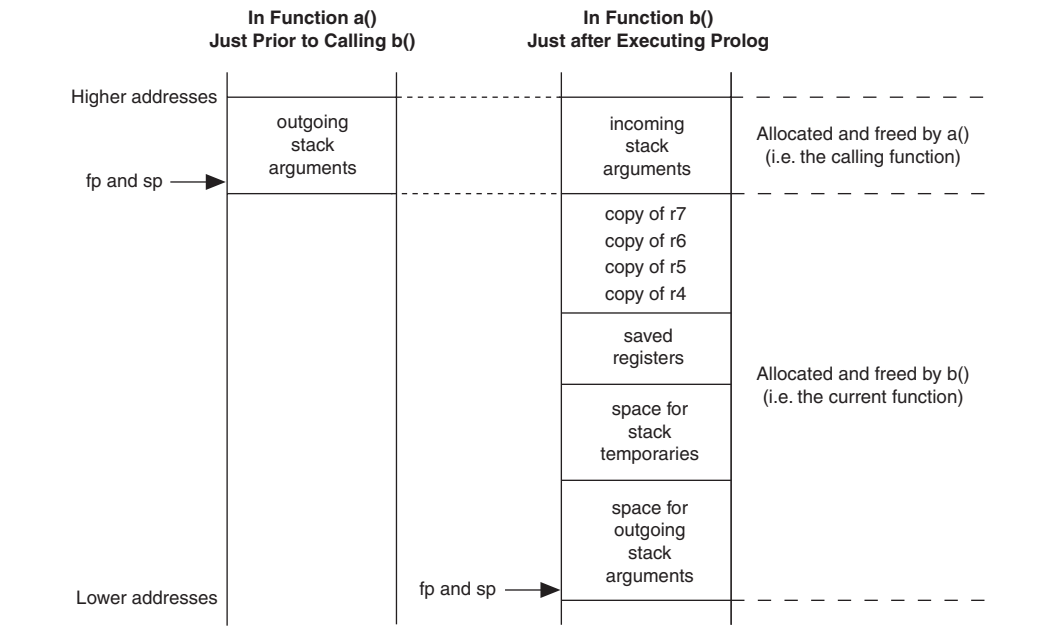 In Function a()
Just Prior to Calling b()
In Function b()
Just after Executing Prolog
Higher addresses
outgoing
stack
arguments
incoming
stack
arguments
Allocated and freed by a()
(i.e. the calling function)
fp and sp
copy of r7
copy of r6
copy of r5
copy of r4
saved
registers
Allocated and freed by b()
(i.e. the current function)
space for
stack
temporaries
space for
outgoing
stack
arguments
fp and sp
Lower addresses